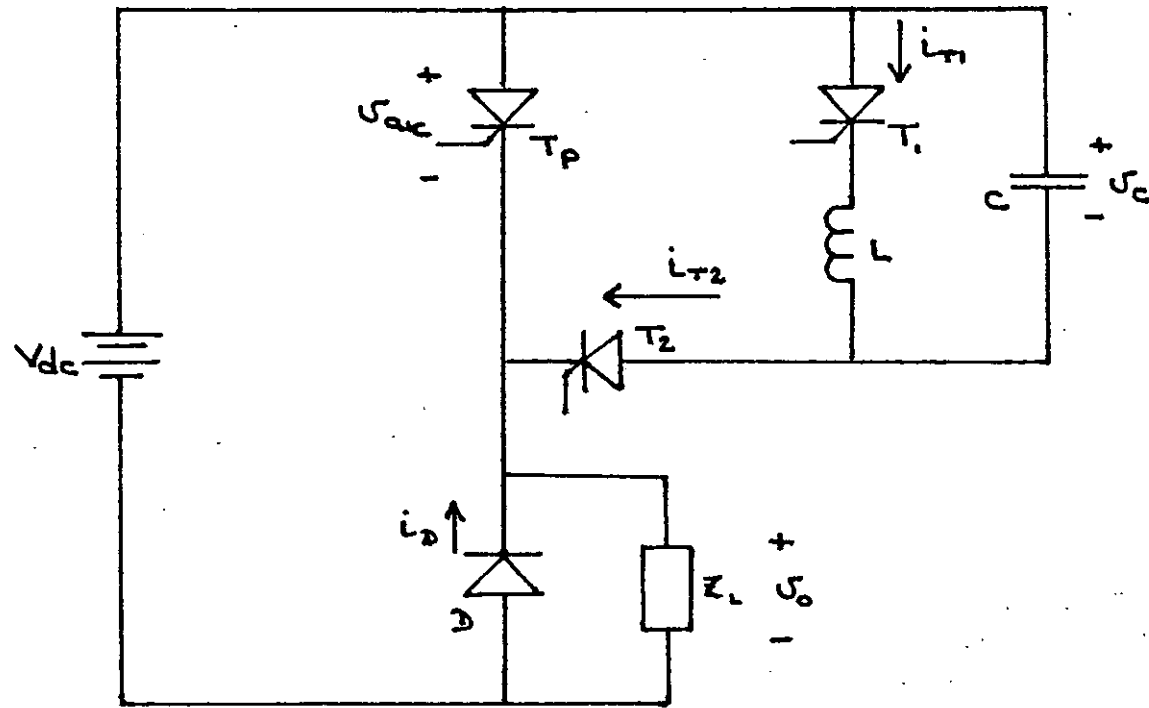 i_T1
+
v_ak
-
T_P
T_1
+
C
v_c
-
L
i_T2
V_dc
T_2
i_D
+
Z_L
v_o
D
-